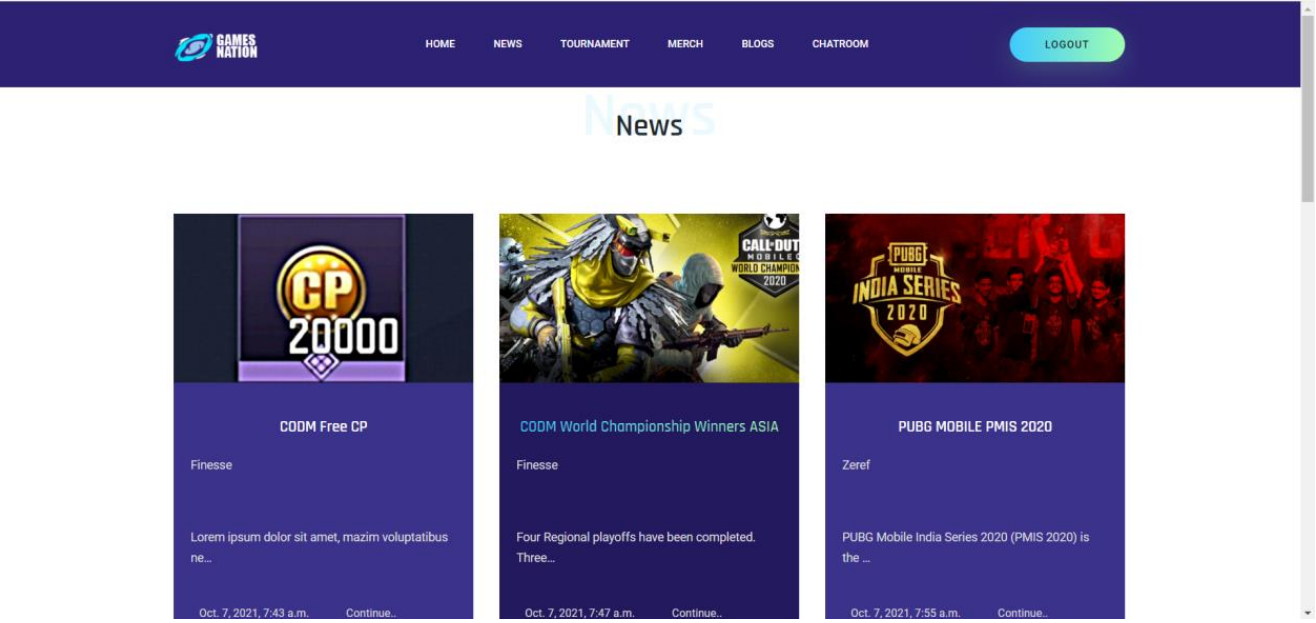 GAMES
NATION
HOME
NEWS
TOURNAMENT
MERCH
BLOGS
CHATROOM
LOGOUT
News
News
CP
20000
CALL·DUTY
MOBILE
WORLD CHAMPION
2020
PUBG
MOBILE
INDIA SERIES
2020
CODM Free CP
Finesse
Lorem ipsum dolor sit amet, mazim voluptatibus
ne...
Oct. 7, 2021, 7:43 a.m.
Continue..
CODM World Championship Winners ASIA
Finesse
Four Regional playoffs have been completed.
Three...
Oct. 7, 2021, 7:47 a.m.
Continue..
PUBG MOBILE PMIS 2020
Zeref
PUBG Mobile India Series 2020 (PMIS 2020) is
the ...
Oct. 7, 2021, 7:55 a.m.
Continue..